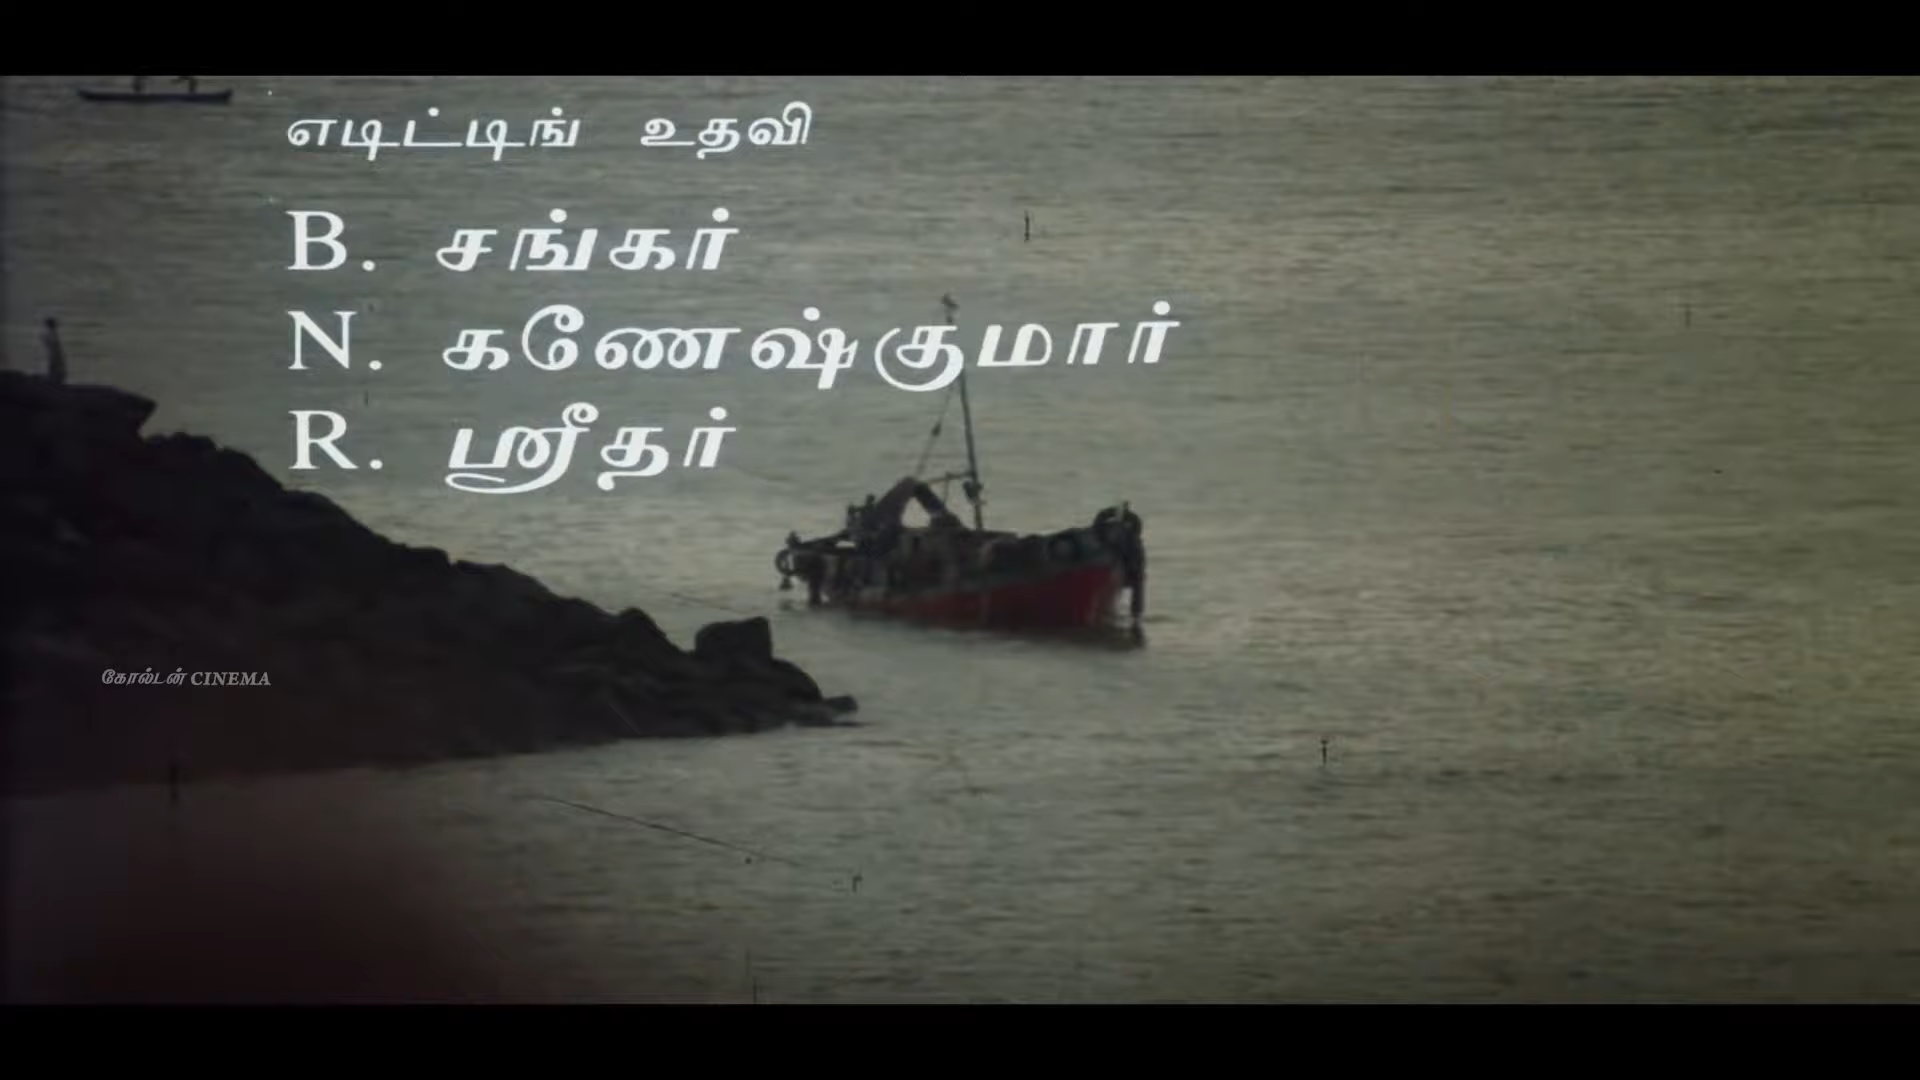 எடிட்டிங் உதவி
B. சங்கர்
N. கணேஷ்குமார்
R. ஸ்ரீதர்
கோல்டன் CINEMA